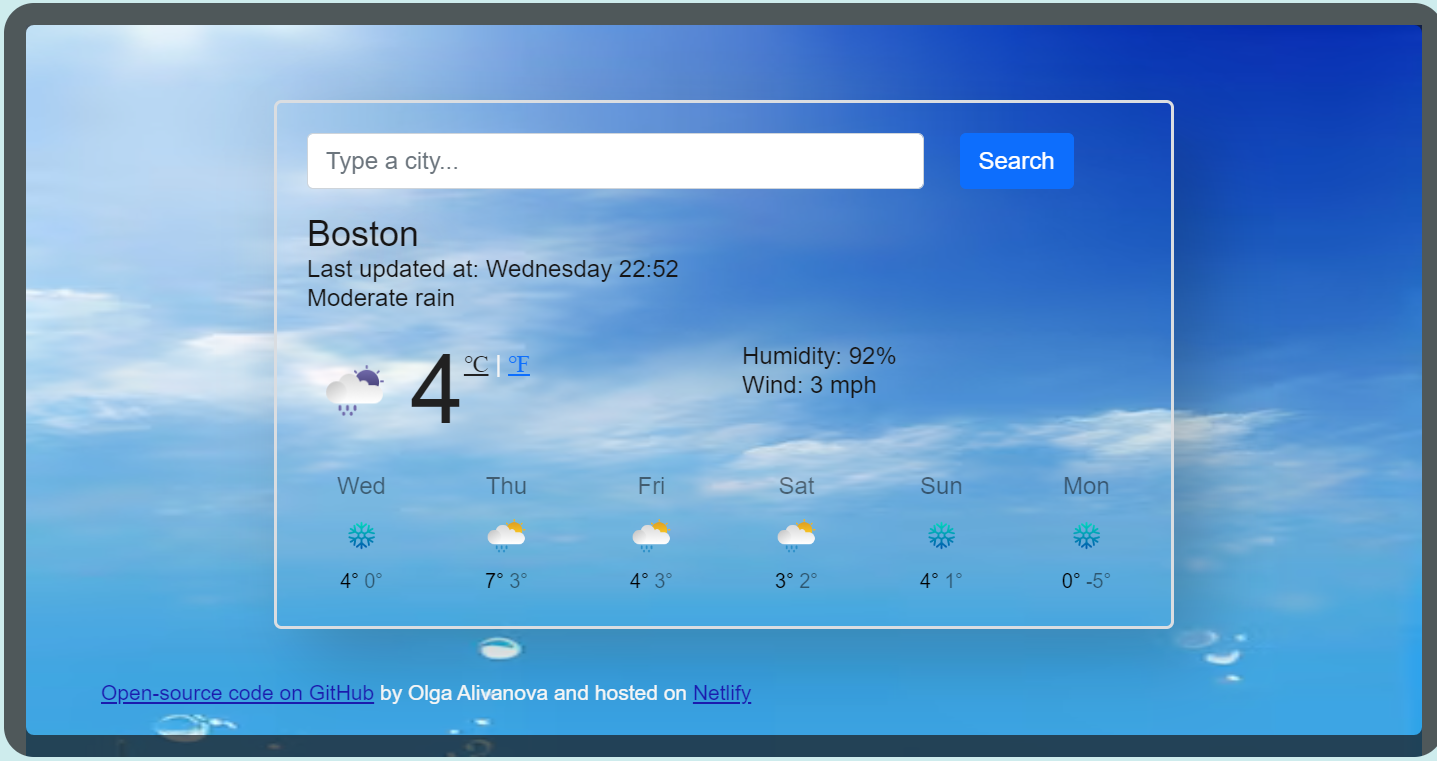 Type a city...
Search
Boston
Last updated at: Wednesday 22:52
Moderate rain
4 °C | °F
Humidity: 92%
Wind: 3 mph
Wed Thu Fri Sat Sun Mon
4° 0° 7° 3° 4° 3° 3° 2° 4° 1° 0° -5°
Open-source code on GitHub by Olga Alivanova and hosted on Netlify